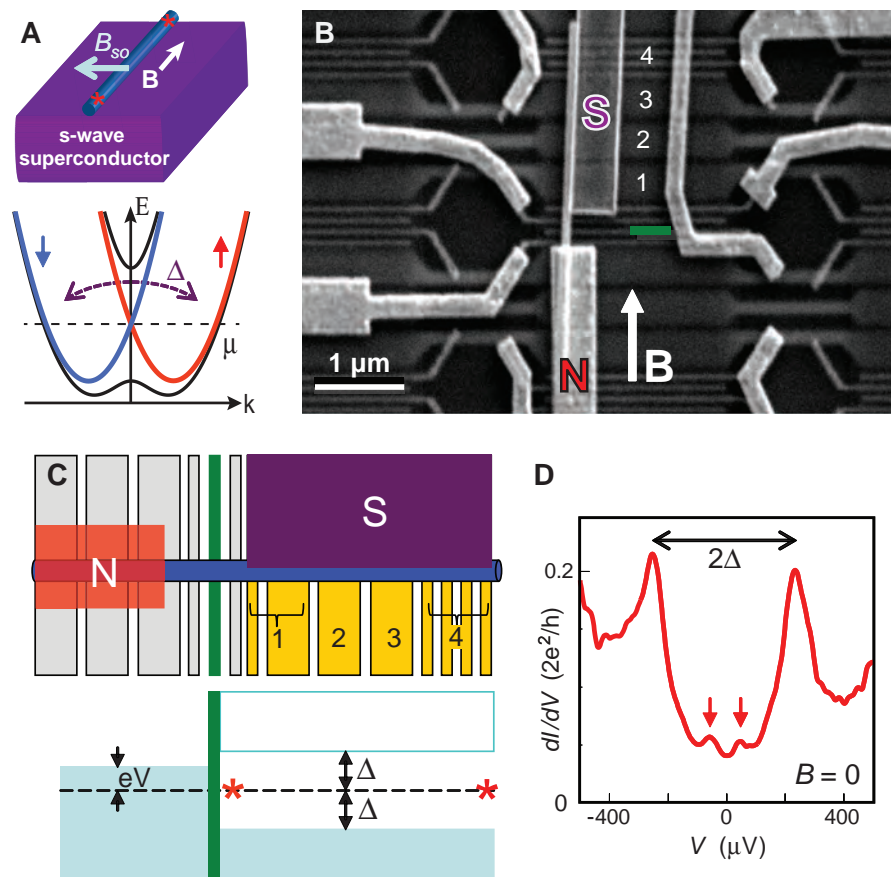 A
B_SO
B
s-wave
superconductor
E
Δ
μ
k
B
4
3
S
2
1
1 µm
N
B
C
S
N
1
2
3
4
eV
Δ
Δ
D
2Δ
0.2
dI/dV (2e²/h)
B = 0
0
-400
0
400
V (µV)